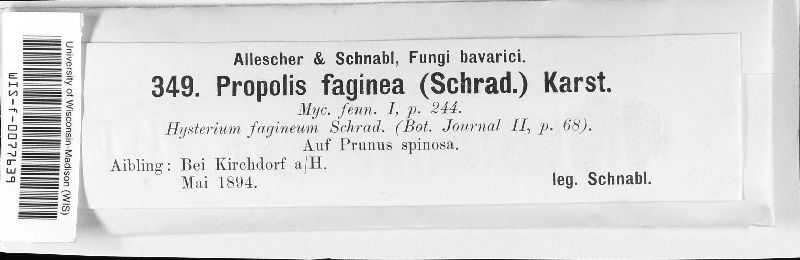 Allescher & Schnabl, Fungi bavarici.
349. Propolis faginea (Schrad.) Karst.
Myc. fenn. I, p. 244.
Hysterium fagineum Schrad. (Bot. Journal II, p. 68).
Auf Prunus spinosa.
Aibling: Bei Kirchdorf a/H.
Mai 1894.
leg. Schnabl.
University of Wisconsin-Madison (WIS)
WIS-f-0077639